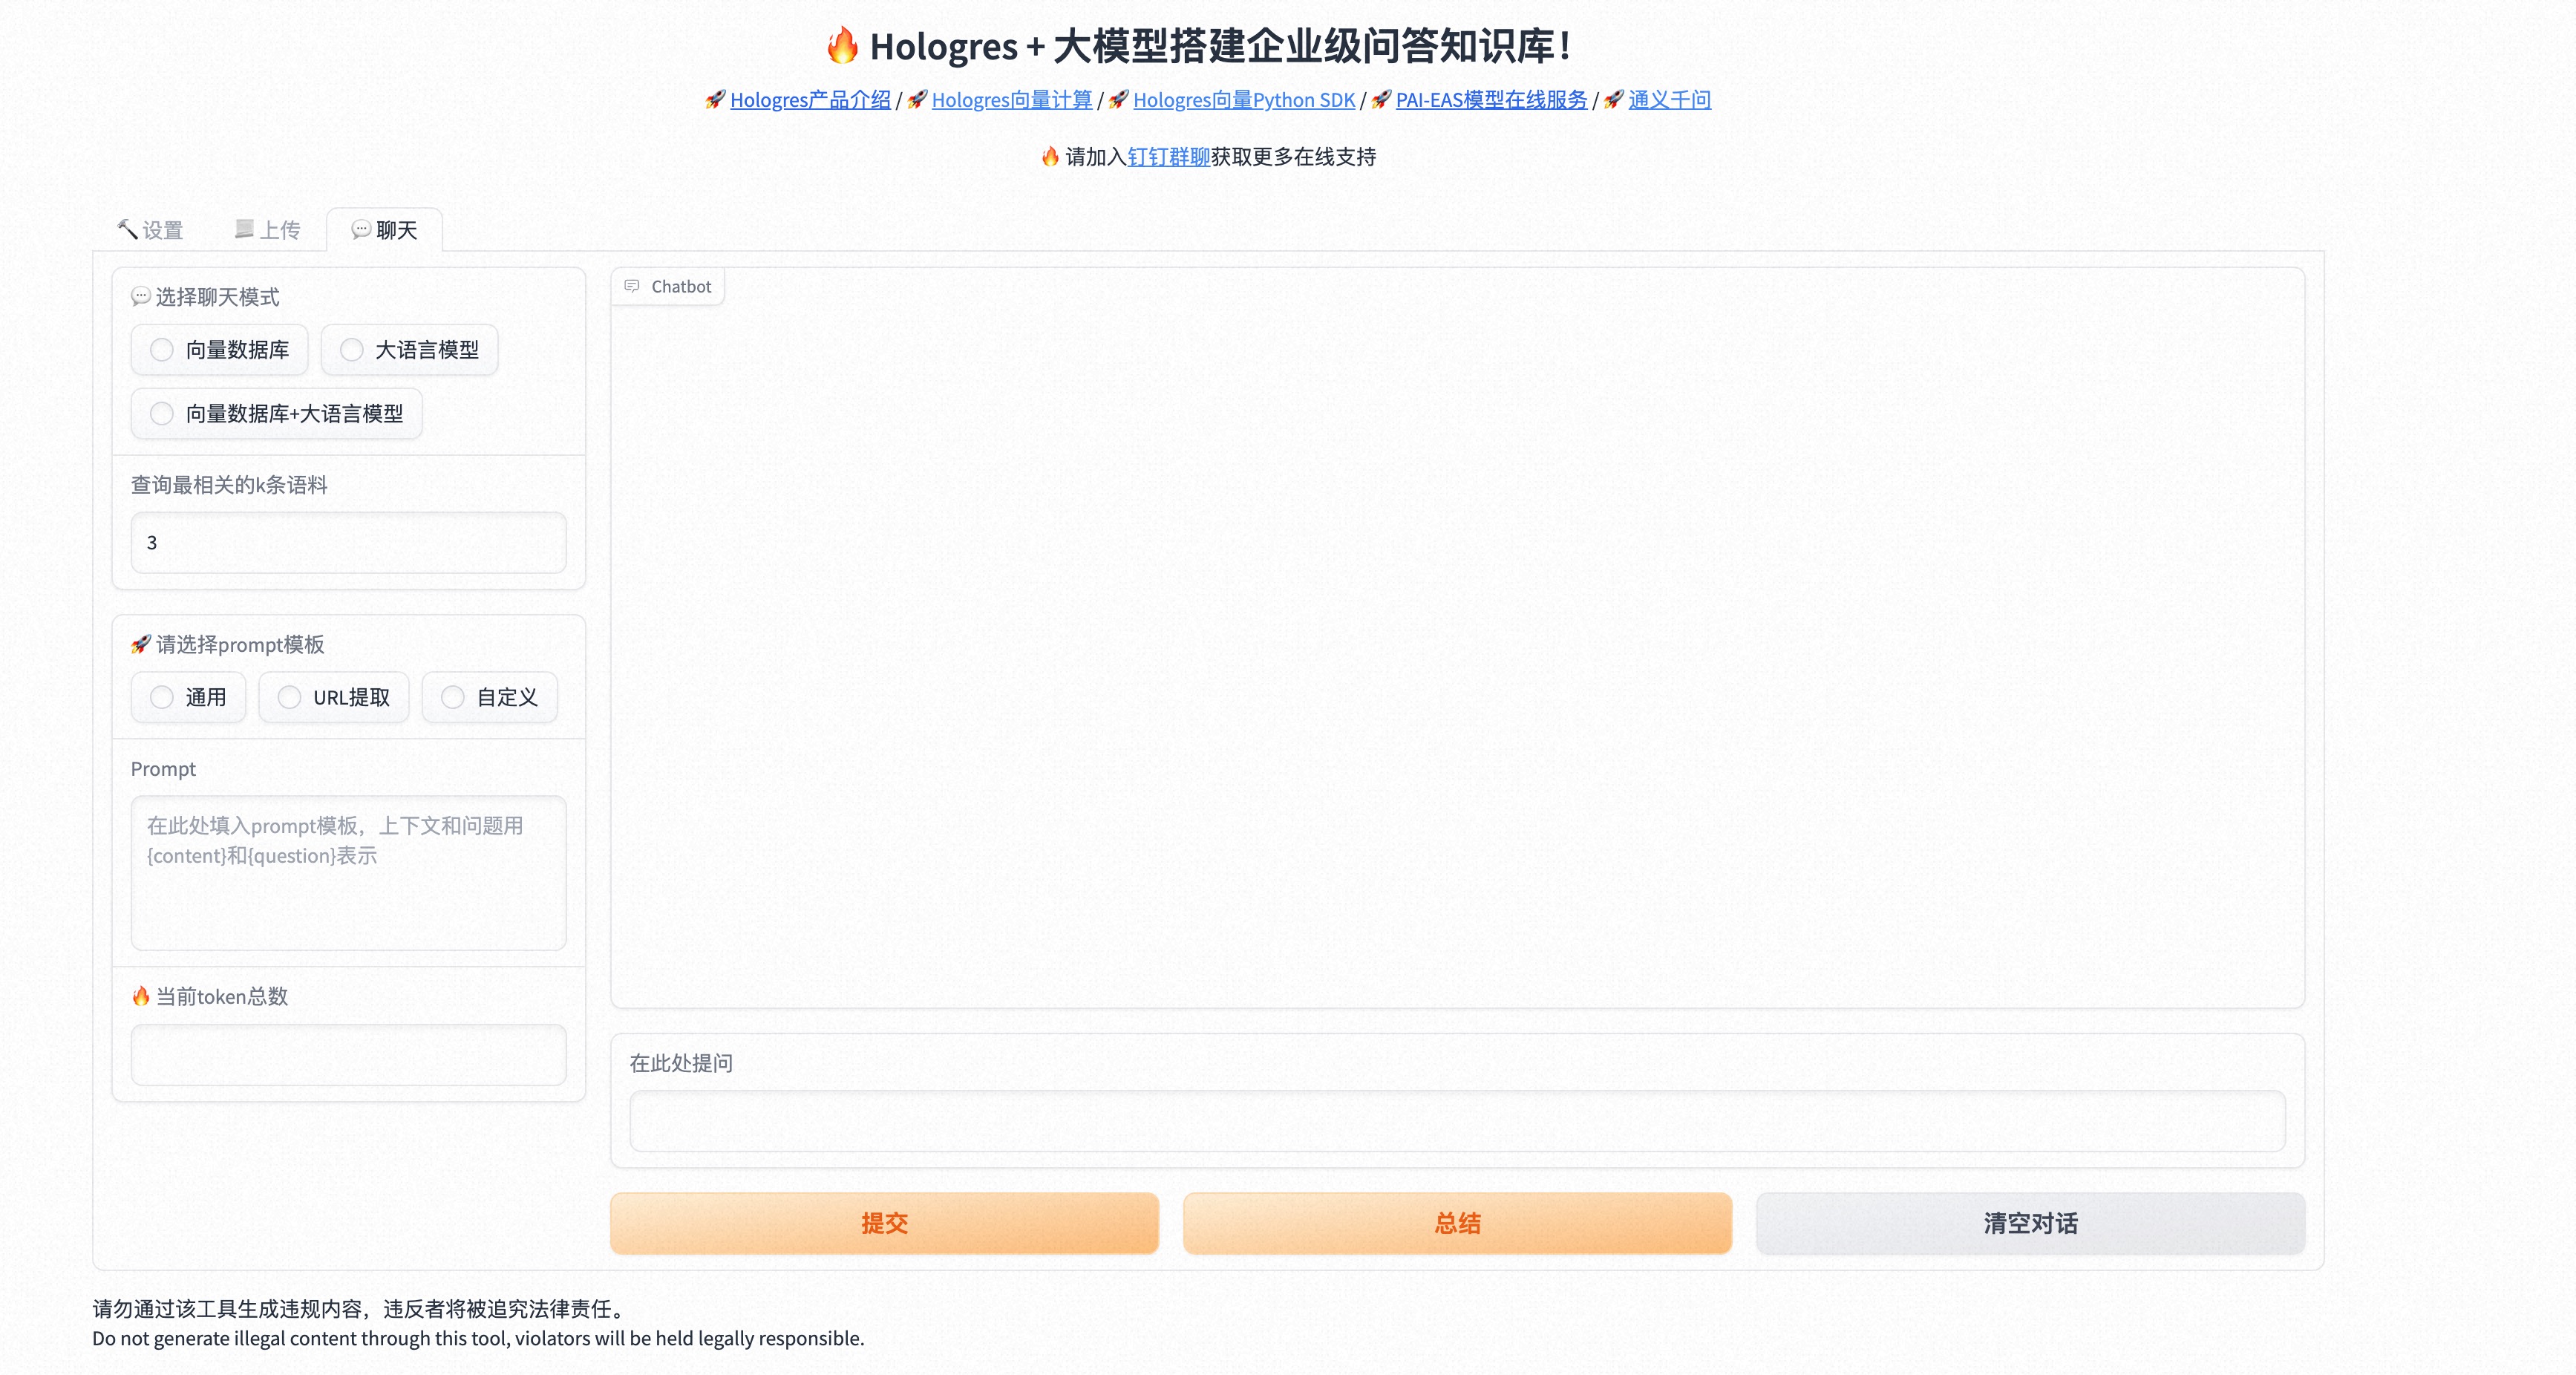 🔥 Hologres + 大模型搭建企业级问答知识库！
🚀 Hologres产品介绍 / 🚀 Hologres向量计算 / 🚀 Hologres向量Python SDK / 🚀 PAI-EAS模型在线服务 / 🚀 通义千问
🔥 请加入钉钉群聊获取更多在线支持
🔨 设置 📃 上传 💬 聊天
💬 选择聊天模式
向量数据库 大语言模型
向量数据库+大语言模型
查询最相关的k条语料
3
🚀 请选择prompt模板
通用 URL提取 自定义
Prompt
在此处填入prompt模板，上下文和问题用
{content}和{question}表示
🔥 当前token总数
Chatbot
在此处提问
提交 总结 清空对话
请勿通过该工具生成违规内容，违反者将被追究法律责任。
Do not generate illegal content through this tool, violators will be held legally responsible.